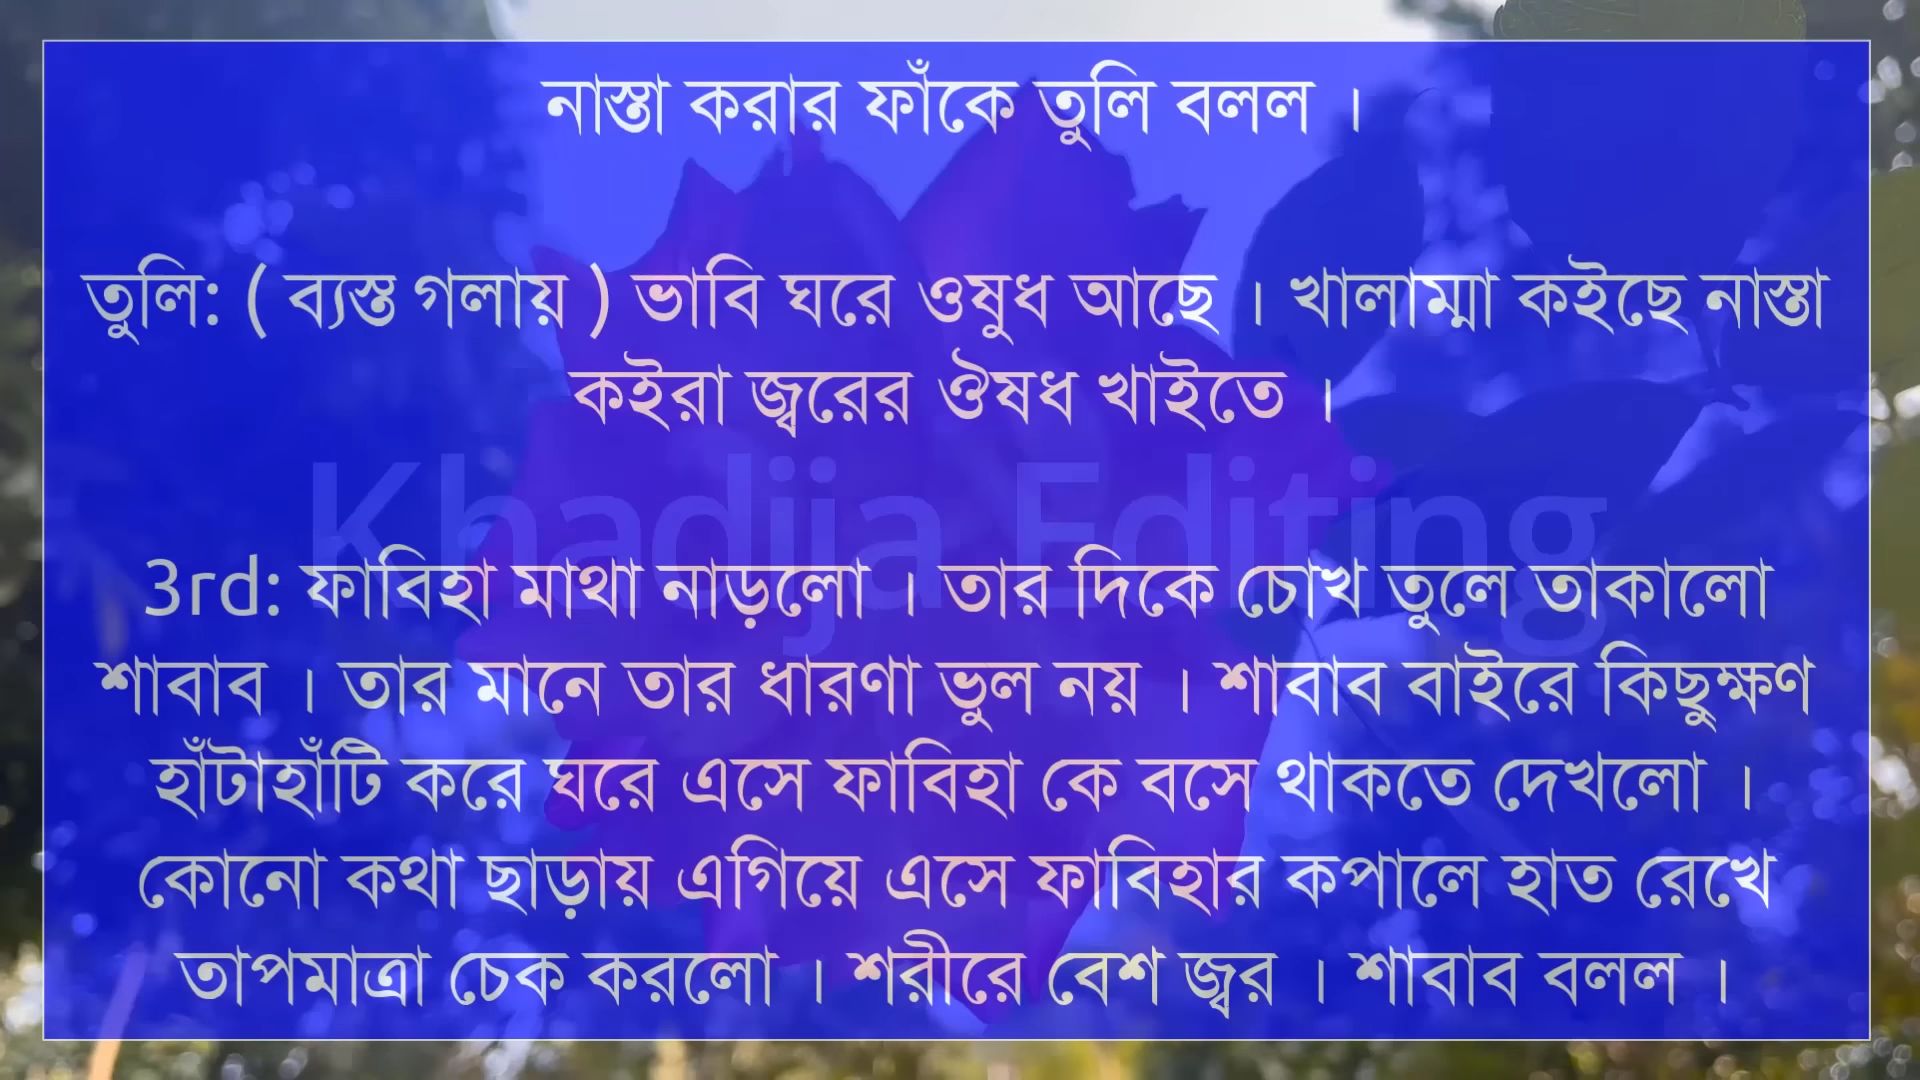 নাস্তা করার ফাঁকে তুলি বলল ।
তুলি: ( ব্যস্ত গলায় ) ভাবি ঘরে ওষুধ আছে । খালাম্মা কইছে নাস্তা
কইরা জ্বরের ঔষধ খাইতে ।
Khadija Editing
3rd: ফাবিহা মাথা নাড়লো । তার দিকে চোখ তুলে তাকালো
শাবাব । তার মানে তার ধারণা ভুল নয় । শাবাব বাইরে কিছুক্ষণ
হাঁটাহাঁটি করে ঘরে এসে ফাবিহা কে বসে থাকতে দেখলো ।
কোনো কথা ছাড়ায় এগিয়ে এসে ফাবিহার কপালে হাত রেখে
তাপমাত্রা চেক করলো । শরীরে বেশ জ্বর । শাবাব বলল ।